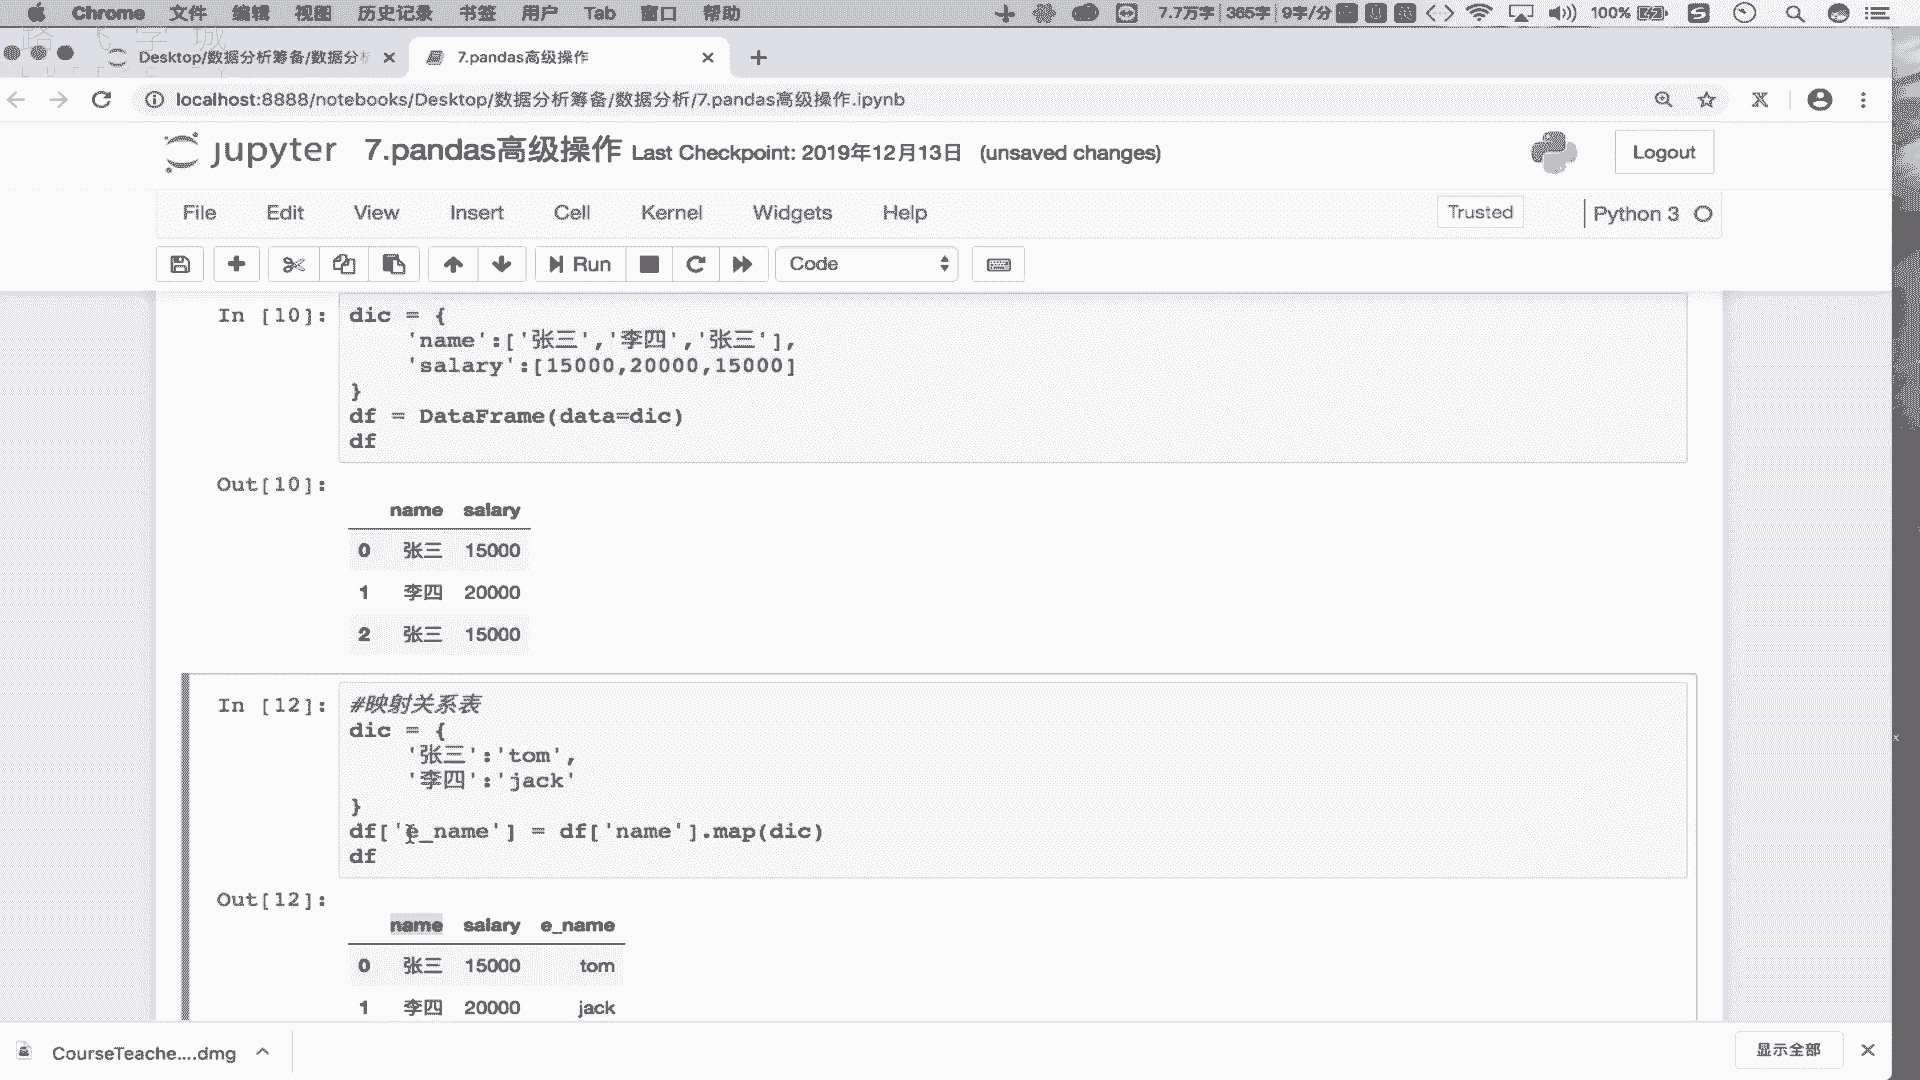 Chrome 文件 编辑 视图 历史记录 书签 用户 Tab 窗口 帮助 7.7万字 365字 9字/分 100%
Desktop/数据分析筹备/数据分析 7.pandas高级操作
localhost:8888/notebooks/Desktop/数据分析筹备/数据分析/7.pandas高级操作.ipynb
jupyter 7.pandas高级操作 Last Checkpoint: 2019年12月13日 (unsaved changes) Logout
File Edit View Insert Cell Kernel Widgets Help Trusted Python 3
Run Code
In [10]: dic = {
'name':['张三','李四','张三'],
'salary':[15000,20000,15000]
}
df = DataFrame(data=dic)
df
Out[10]:
name salary
0 张三 15000
1 李四 20000
2 张三 15000
In [12]: #映射关系表
dic = {
'张三':'tom',
'李四':'jack'
}
df['e_name'] = df['name'].map(dic)
df
Out[12]:
name salary e_name
0 张三 15000 tom
1 李四 20000 jack
CourseTeache....dmg 显示全部